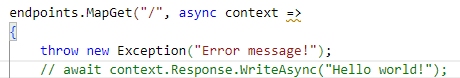 endpoints.MapGet("/", async context =>
{
    throw new Exception("Error message!");
    // await context.Response.WriteAsync("Hello world!");